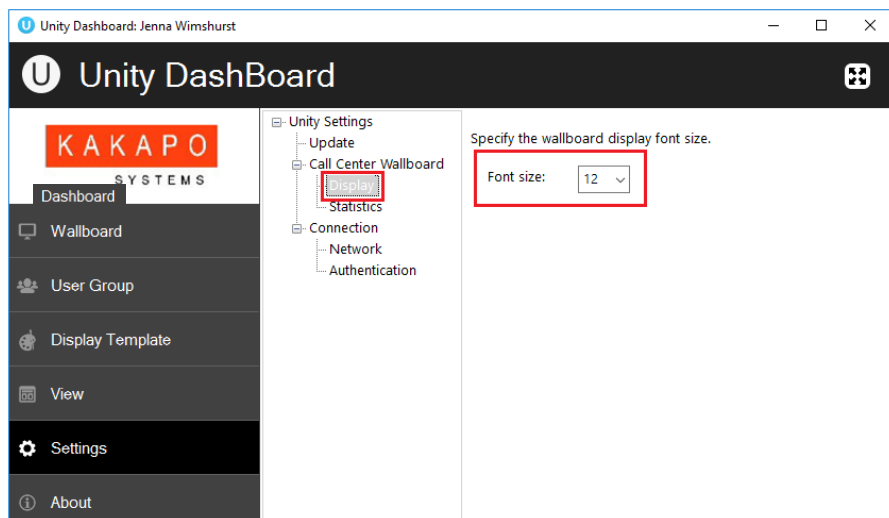 Unity Dashboard: Jenna Wimshurst
U Unity DashBoard
KAKAPO
SYSTEMS
Dashboard
Wallboard
User Group
Display Template
View
Settings
About
Unity Settings
Update
Call Center Wallboard
Display
Statistics
Connection
Network
Authentication
Specify the wallboard display font size.
Font size: 12